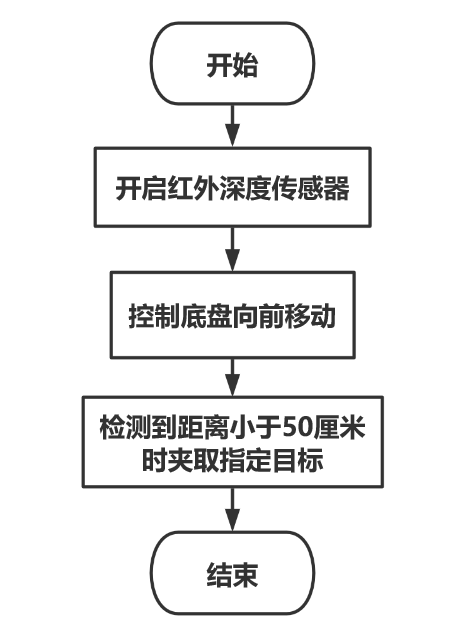 开始
开启红外深度传感器
控制底盘向前移动
检测到距离小于50厘米
时夹取指定目标
结束